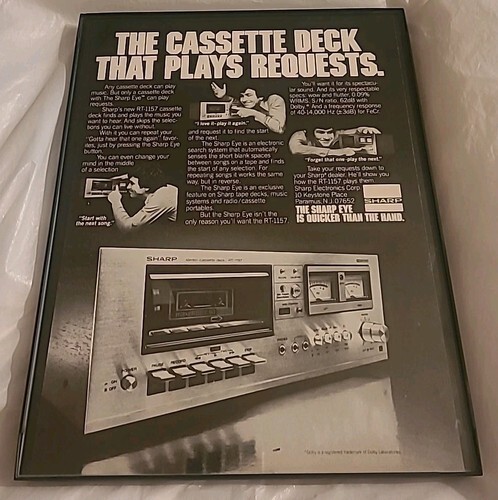 THE CASSETTE DECK
THAT PLAYS REQUESTS.
Any cassette deck can play
music. But only a cassette deck
with The Sharp Eye™ can play
requests.
Sharp's new RT-1157 cassette
deck finds and plays the music you
want to hear. And skips the selec-
tions you can live without.
With it you can repeat your
"Gotta hear that one again" favor-
ites, just by pressing the Sharp Eye
button.
You can even change your
mind in the middle
of a selection
"Start with
the next song."
"I love it-play it again."
and request it to find the start
of the next.
The Sharp Eye is an electronic
search system that automatically
senses the short blank spaces
between songs on a tape and finds
the start of any selection. For
repeating songs it works the same
way, but in reverse.
The Sharp Eye is an exclusive
feature on Sharp tape decks, music
systems and radio/cassette
portables.
But the Sharp Eye isn't the
only reason you'll want the RT-1157.
You'll want it for its spectacu-
lar sound. And its very respectable
specs: wow and flutter, 0.09%
WRMS. S/N ratio, 62dB with
Dolby.* And a frequency response
of 40-14,000 Hz (±3dB) for FeCr.
"Forget that one-play the next."
Take your requests down to
your Sharp dealer. He'll show you
how the RT-1157 plays them.
Sharp Electronics Corp.
10 Keystone Place
Paramus, N.J. 07652
SHARP
THE SHARP EYE
IS QUICKER THAN THE HAND.
SHARP
POWER
ON
OFF
*Dolby is a registered trademark of Dolby Laboratories